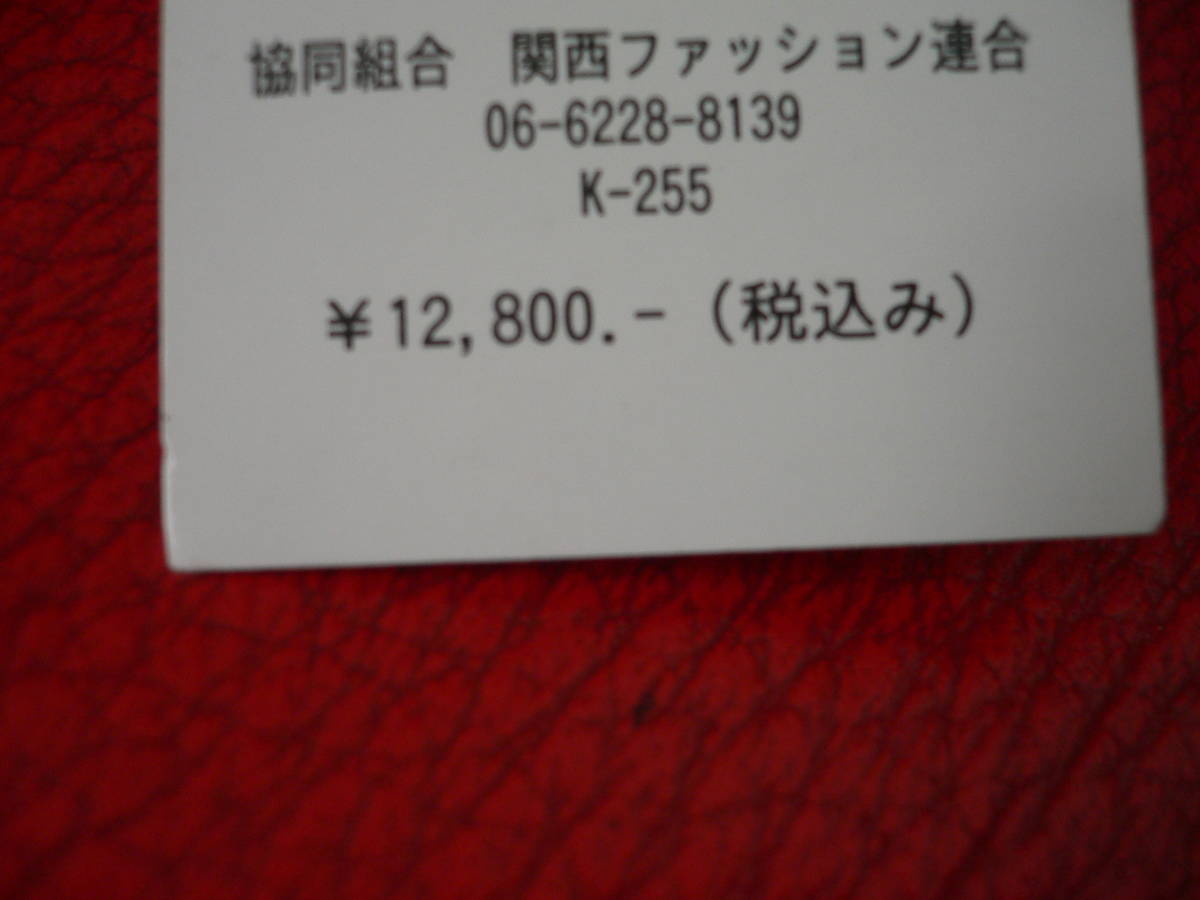 協同組合　関西ファッション連合
06-6228-8139
K-255
¥12,800.-（税込み）